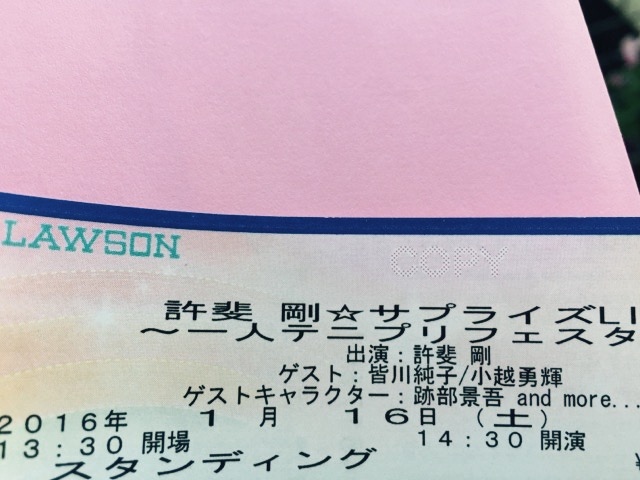 LAWSON
COPY
許斐 剛☆サプライズLI
～一人テニプリフェスタ
出演：許斐 剛
ゲスト：皆川純子/小越勇輝
ゲストキャラクター：跡部景吾 and more...
2016年 1月 16日（土）
13：30 開場 14：30 開演
スタンディング ¥